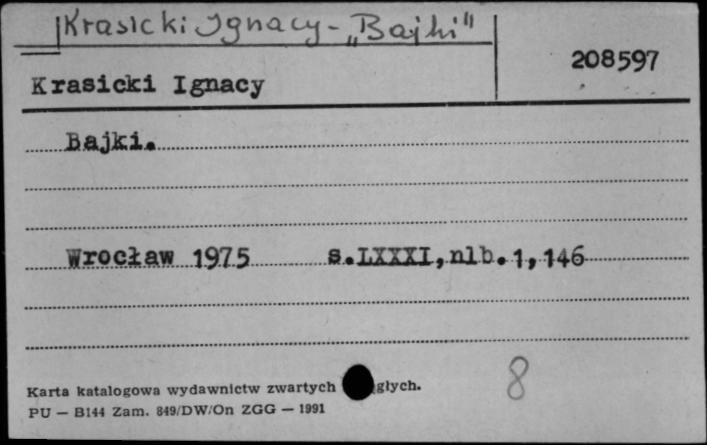 Krasicki Ignacy - „Bajki"
208597
Krasicki Ignacy
Bajki.
Wrocław 1975 s.LXXXI,nlb.1,146
Karta katalogowa wydawnictw zwartych głych.
8
PU — B144 Zam. 849/DW/On ZGG — 1991